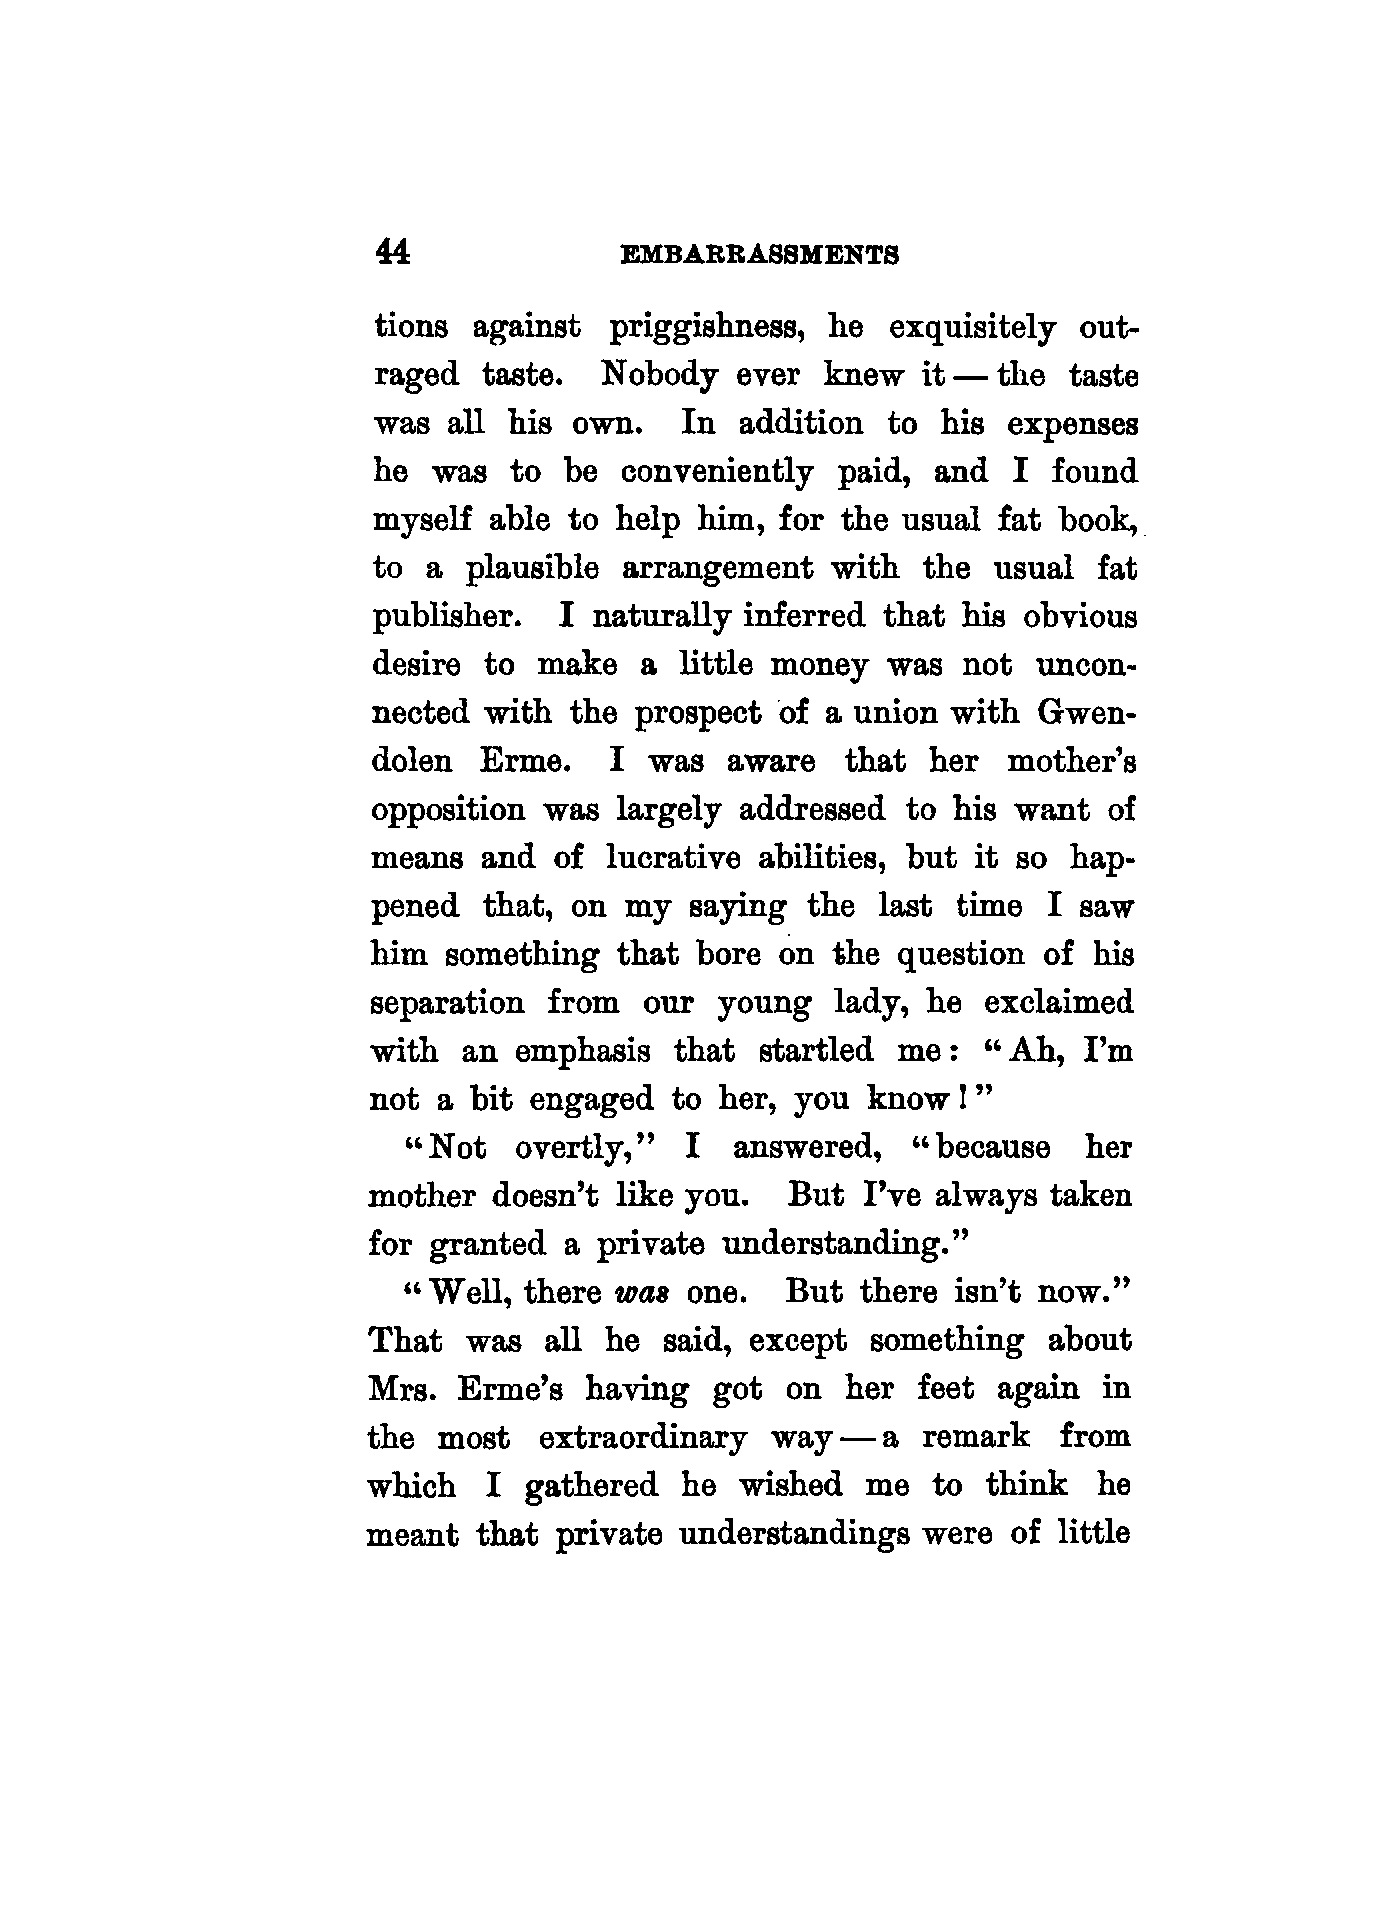 44 EMBARRASSMENTS
tions against priggishness, he exquisitely out-
raged taste. Nobody ever knew it — the taste
was all his own. In addition to his expenses
he was to be conveniently paid, and I found
myself able to help him, for the usual fat book,
to a plausible arrangement with the usual fat
publisher. I naturally inferred that his obvious
desire to make a little money was not uncon-
nected with the prospect of a union with Gwen-
dolen Erme. I was aware that her mother's
opposition was largely addressed to his want of
means and of lucrative abilities, but it so hap-
pened that, on my saying the last time I saw
him something that bore on the question of his
separation from our young lady, he exclaimed
with an emphasis that startled me: “Ah, I'm
not a bit engaged to her, you know!”
“Not overtly,” I answered, “because her
mother doesn't like you. But I've always taken
for granted a private understanding.”
“Well, there was one. But there isn't now.”
That was all he said, except something about
Mrs. Erme's having got on her feet again in
the most extraordinary way — a remark from
which I gathered he wished me to think he
meant that private understandings were of little